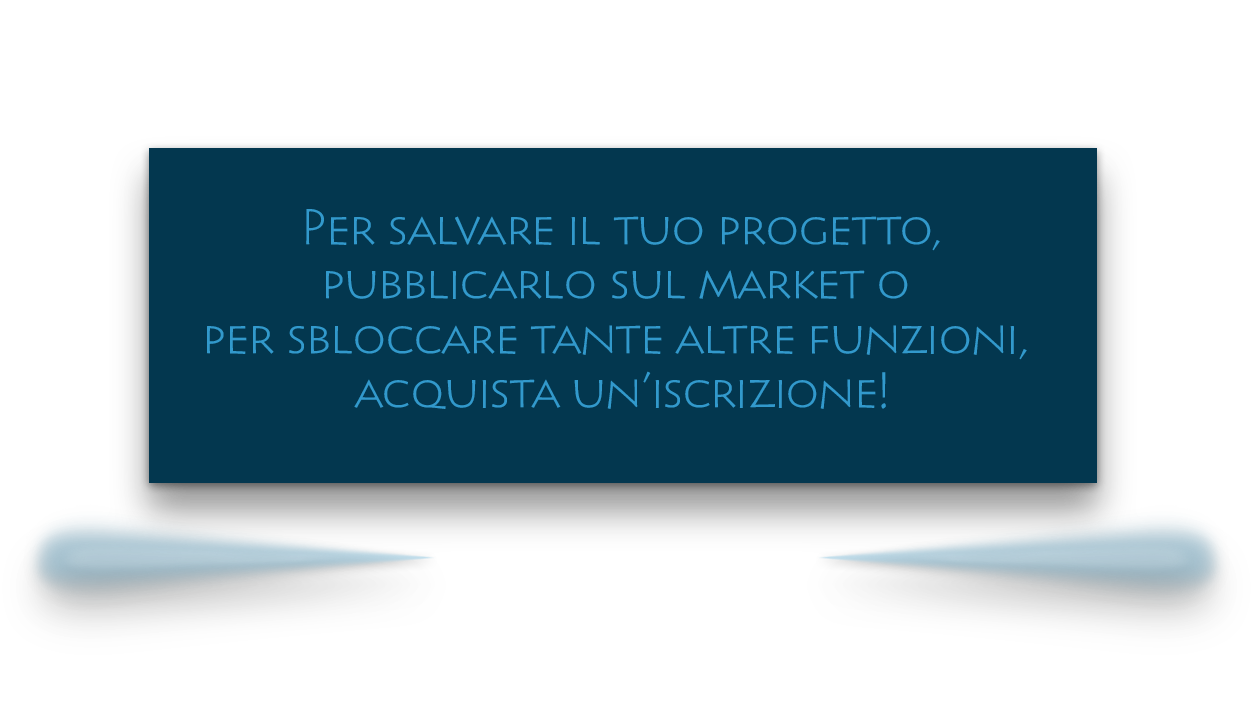 Per salvare il tuo progetto,
pubblicarlo sul market o
per sbloccare tante altre funzioni,
acquista un'iscrizione!